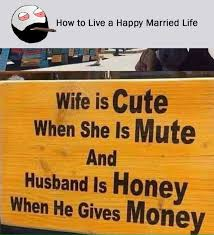 How to Live a Happy Married Life
Wife is Cute
When She Is Mute
And
Husband Is Honey
When He Gives Money